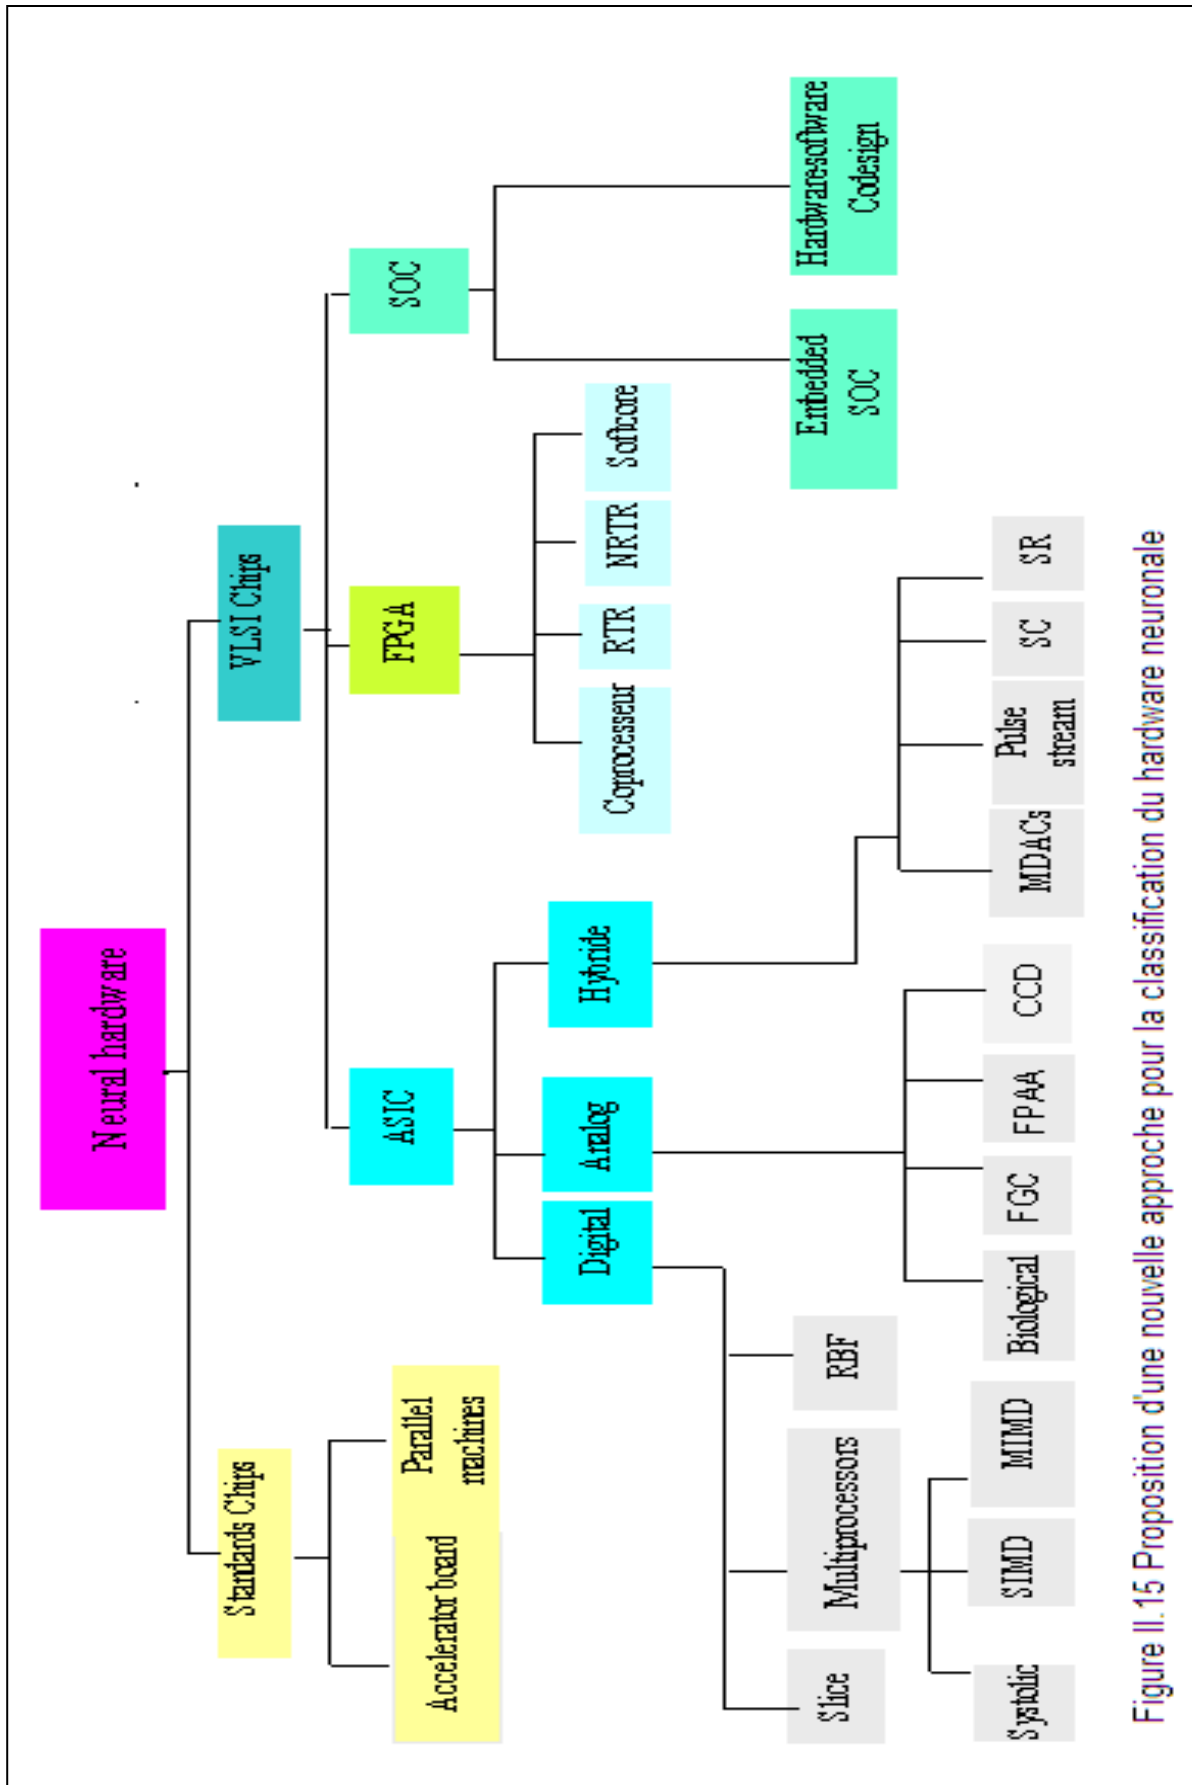 Neural hardware
Standards Chips
VLSI Chips
Accelerator board
Parallel
machines
ASIC
FPGA
SOC
Digital
Analog
Hybride
Coprocesseur
RTR
NRTR
Softcore
Embedded
SOC
Hardware-software
Codesign
Slice
Multiprocessors
RBF
Systolic
SIMD
MIMD
Biological
FGC
FPAA
CCD
MDACs
Pulse
stream
SC
SR
Figure II.15 Proposition d'une nouvelle approche pour la classification du hardware neuronale